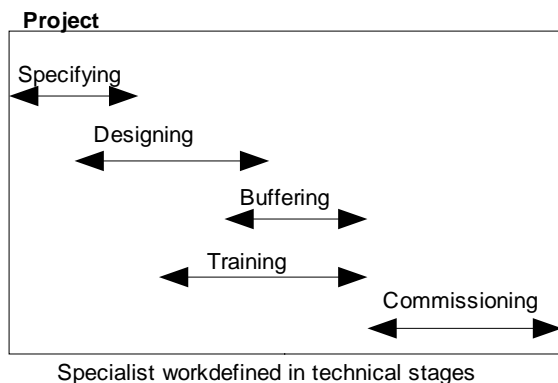 Project
Specifying
Designing
Buffering
Training
Commissioning
Specialist workdefined in technical stages